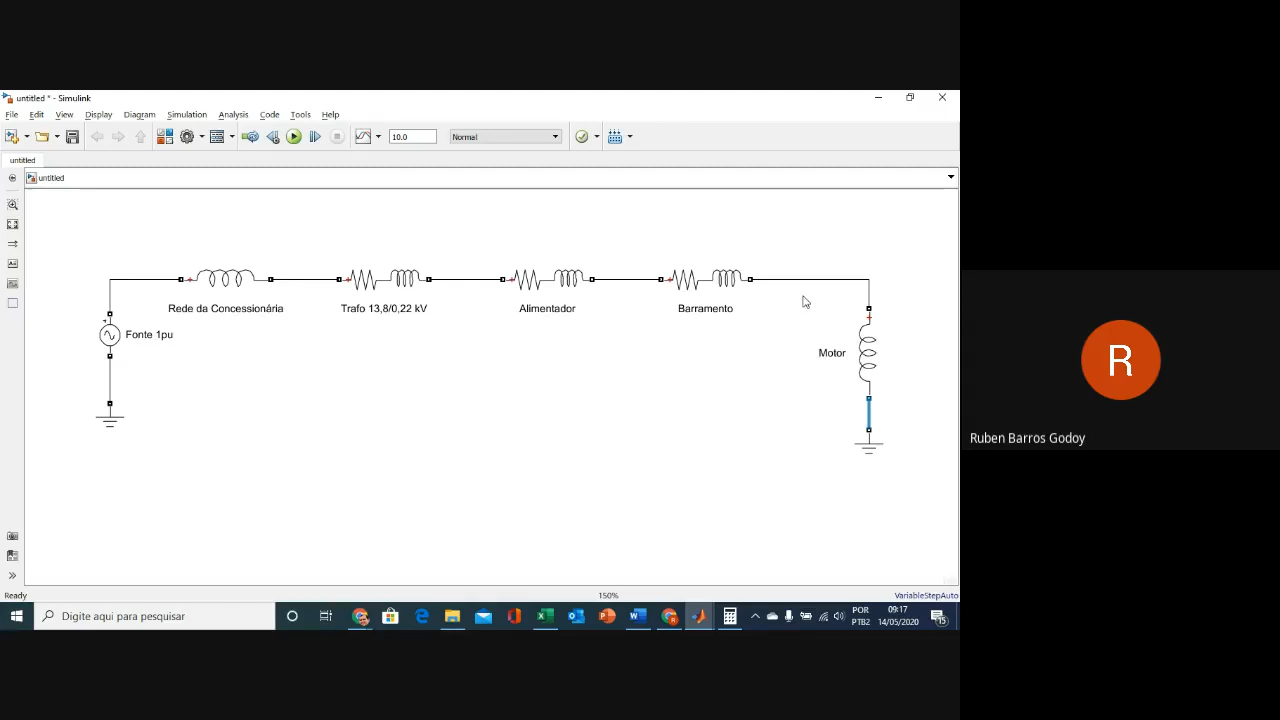 untitled * - Simulink
File Edit View Display Diagram Simulation Analysis Code Tools Help
10.0 Normal
untitled
untitled
Rede da Concessionária Trafo 13,8/0,22 kV Alimentador Barramento
Fonte 1pu
Motor
R
Ruben Barros Godoy
Ready 150% VariableStepAuto
Digite aqui para pesquisar
POR 09:17
PTB2 14/05/2020 15